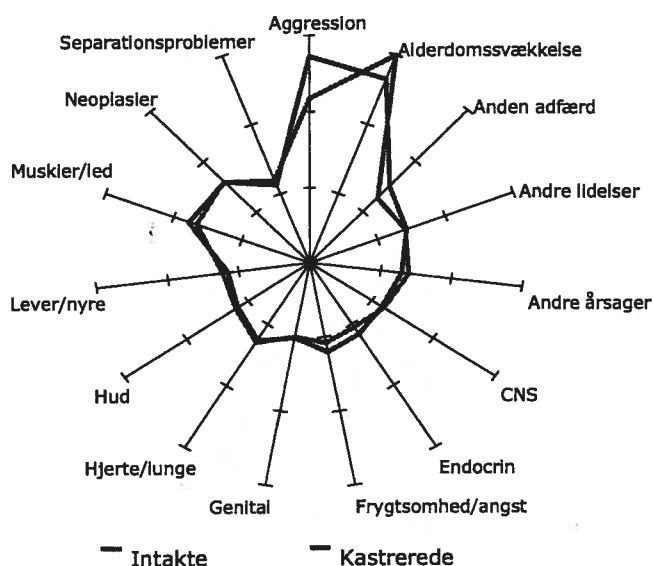 Aggression
Separationsproblemer
Alderdomssvækkelse
Neoplasier
Anden adfærd
Muskler/led
Andre lidelser
Lever/nyre
Andre årsager
Hud
CNS
Hjerte/lunge
Endocrin
Genital
Frygtsomhed/angst
Intakte
Kastrerede